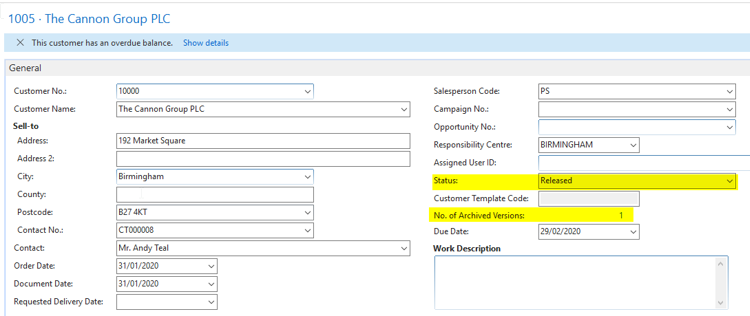 1005 · The Cannon Group PLC
This customer has an overdue balance. Show details
General
Customer No.: 10000
Customer Name: The Cannon Group PLC
Sell-to
Address: 192 Market Square
Address 2:
City: Birmingham
County:
Postcode: B27 4KT
Contact No.: CT000008
Contact: Mr. Andy Teal
Order Date: 31/01/2020
Document Date: 31/01/2020
Requested Delivery Date:
Salesperson Code: PS
Campaign No.:
Opportunity No.:
Responsibility Centre: BIRMINGHAM
Assigned User ID:
Status: Released
Customer Template Code:
No. of Archived Versions: 1
Due Date: 29/02/2020
Work Description